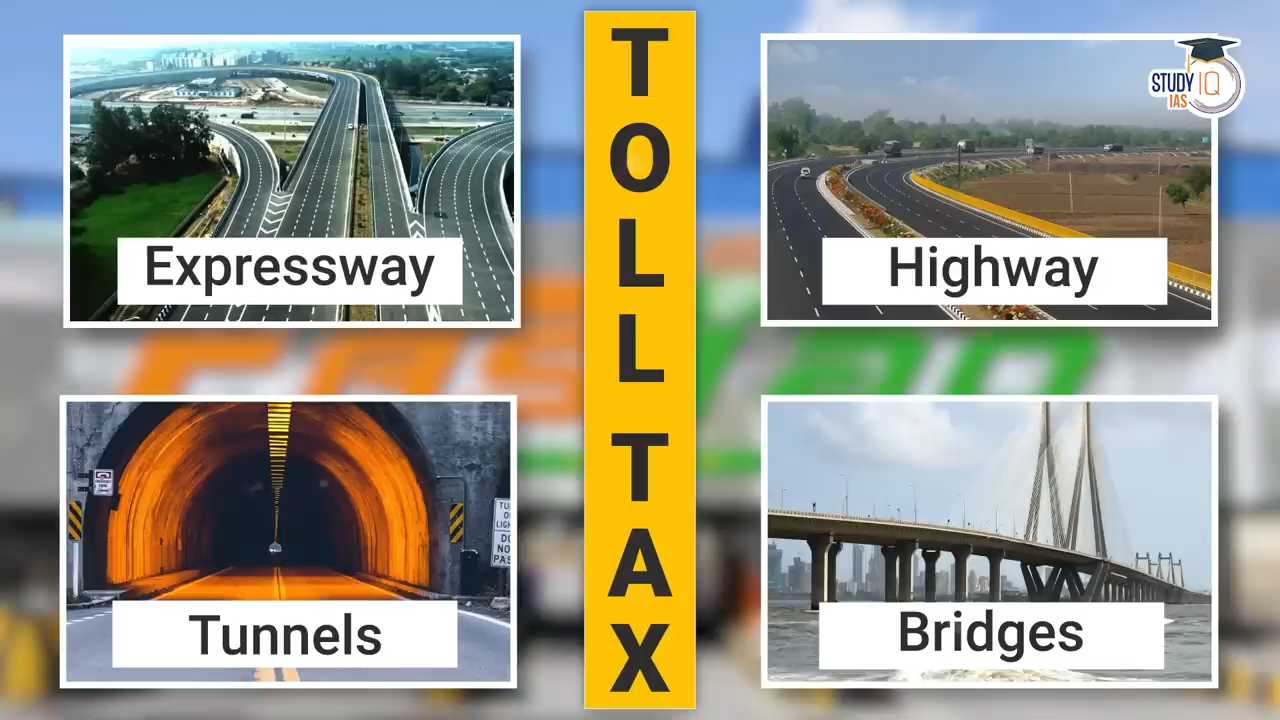 TOLL TAX
Expressway
Highway
STUDY IQ
IAS
Tunnels
Bridges